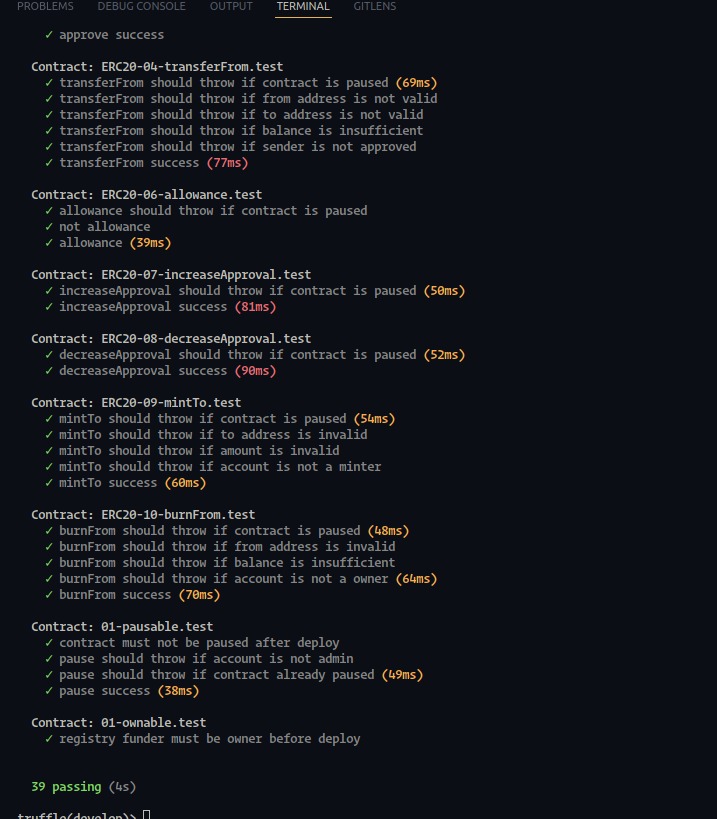 PROBLEMS DEBUG CONSOLE OUTPUT TERMINAL GITLENS
✓ approve success
Contract: ERC20-04-transferFrom.test
✓ transferFrom should throw if contract is paused (69ms)
✓ transferFrom should throw if from address is not valid
✓ transferFrom should throw if to address is not valid
✓ transferFrom should throw if balance is insufficient
✓ transferFrom should throw if sender is not approved
✓ transferFrom success (77ms)
Contract: ERC20-06-allowance.test
✓ allowance should throw if contract is paused
✓ not allowance
✓ allowance (39ms)
Contract: ERC20-07-increaseApproval.test
✓ increaseApproval should throw if contract is paused (50ms)
✓ increaseApproval success (81ms)
Contract: ERC20-08-decreaseApproval.test
✓ decreaseApproval should throw if contract is paused (52ms)
✓ decreaseApproval success (90ms)
Contract: ERC20-09-mintTo.test
✓ mintTo should throw if contract is paused (54ms)
✓ mintTo should throw if to address is invalid
✓ mintTo should throw if amount is invalid
✓ mintTo should throw if account is not a minter
✓ mintTo success (60ms)
Contract: ERC20-10-burnFrom.test
✓ burnFrom should throw if contract is paused (48ms)
✓ burnFrom should throw if from address is invalid
✓ burnFrom should throw if balance is insufficient
✓ burnFrom should throw if account is not a owner (64ms)
✓ burnFrom success (70ms)
Contract: 01-pausable.test
✓ contract must not be paused after deploy
✓ pause should throw if account is not admin
✓ pause should throw if contract already paused (49ms)
✓ pause success (38ms)
Contract: 01-ownable.test
✓ registry funder must be owner before deploy
39 passing (4s)
truffle(develop)>